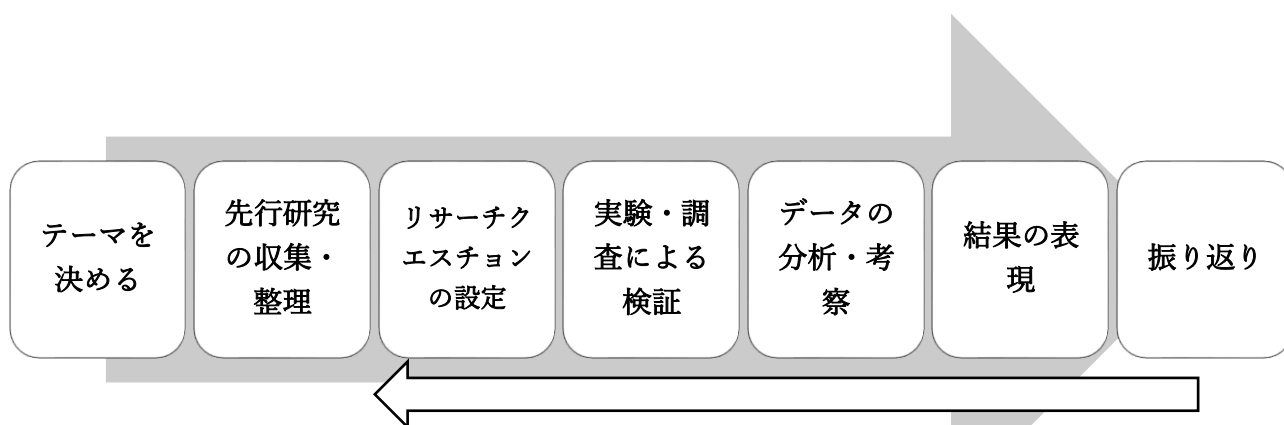 テーマを
決める
先行研究
の収集・
整理
リサーチク
エスチョン
の設定
実験・調
査による
検証
データの
分析・考
察
結果の表
現
振り返り